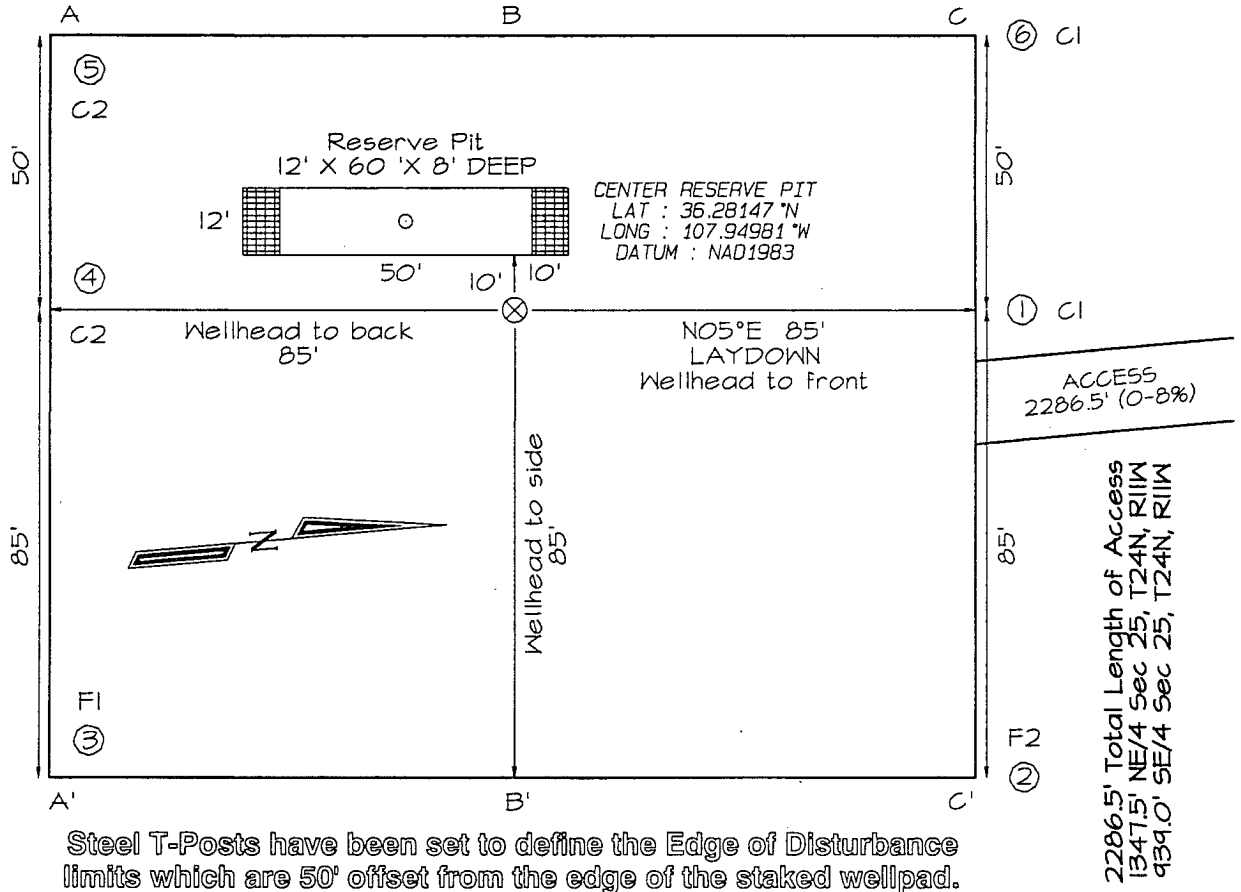 A B C
⑤ ⑥ C1
C2
50' 50'
Reserve Pit
12' X 60 'X 8' DEEP
12'
CENTER RESERVE PIT
LAT : 36.28147 °N
LONG : 107.94981 °W
DATUM : NAD1983
50' 10' 10'
④ ① C1
C2
Wellhead to back
85'
N05°E 85'
LAYDOWN
Wellhead to front
ACCESS
2286.5' (0-8%)
Wellhead to side
85'
85' 85'
N
F1 F2
③ ②
A' B' C'
2286.5' Total Length of Access
1347.5' NE/4 Sec 25, T24N, R11W
939.0' SE/4 Sec 25, T24N, R11W
Steel T-Posts have been set to define the Edge of Disturbance
limits which are 50' offset from the edge of the staked wellpad.